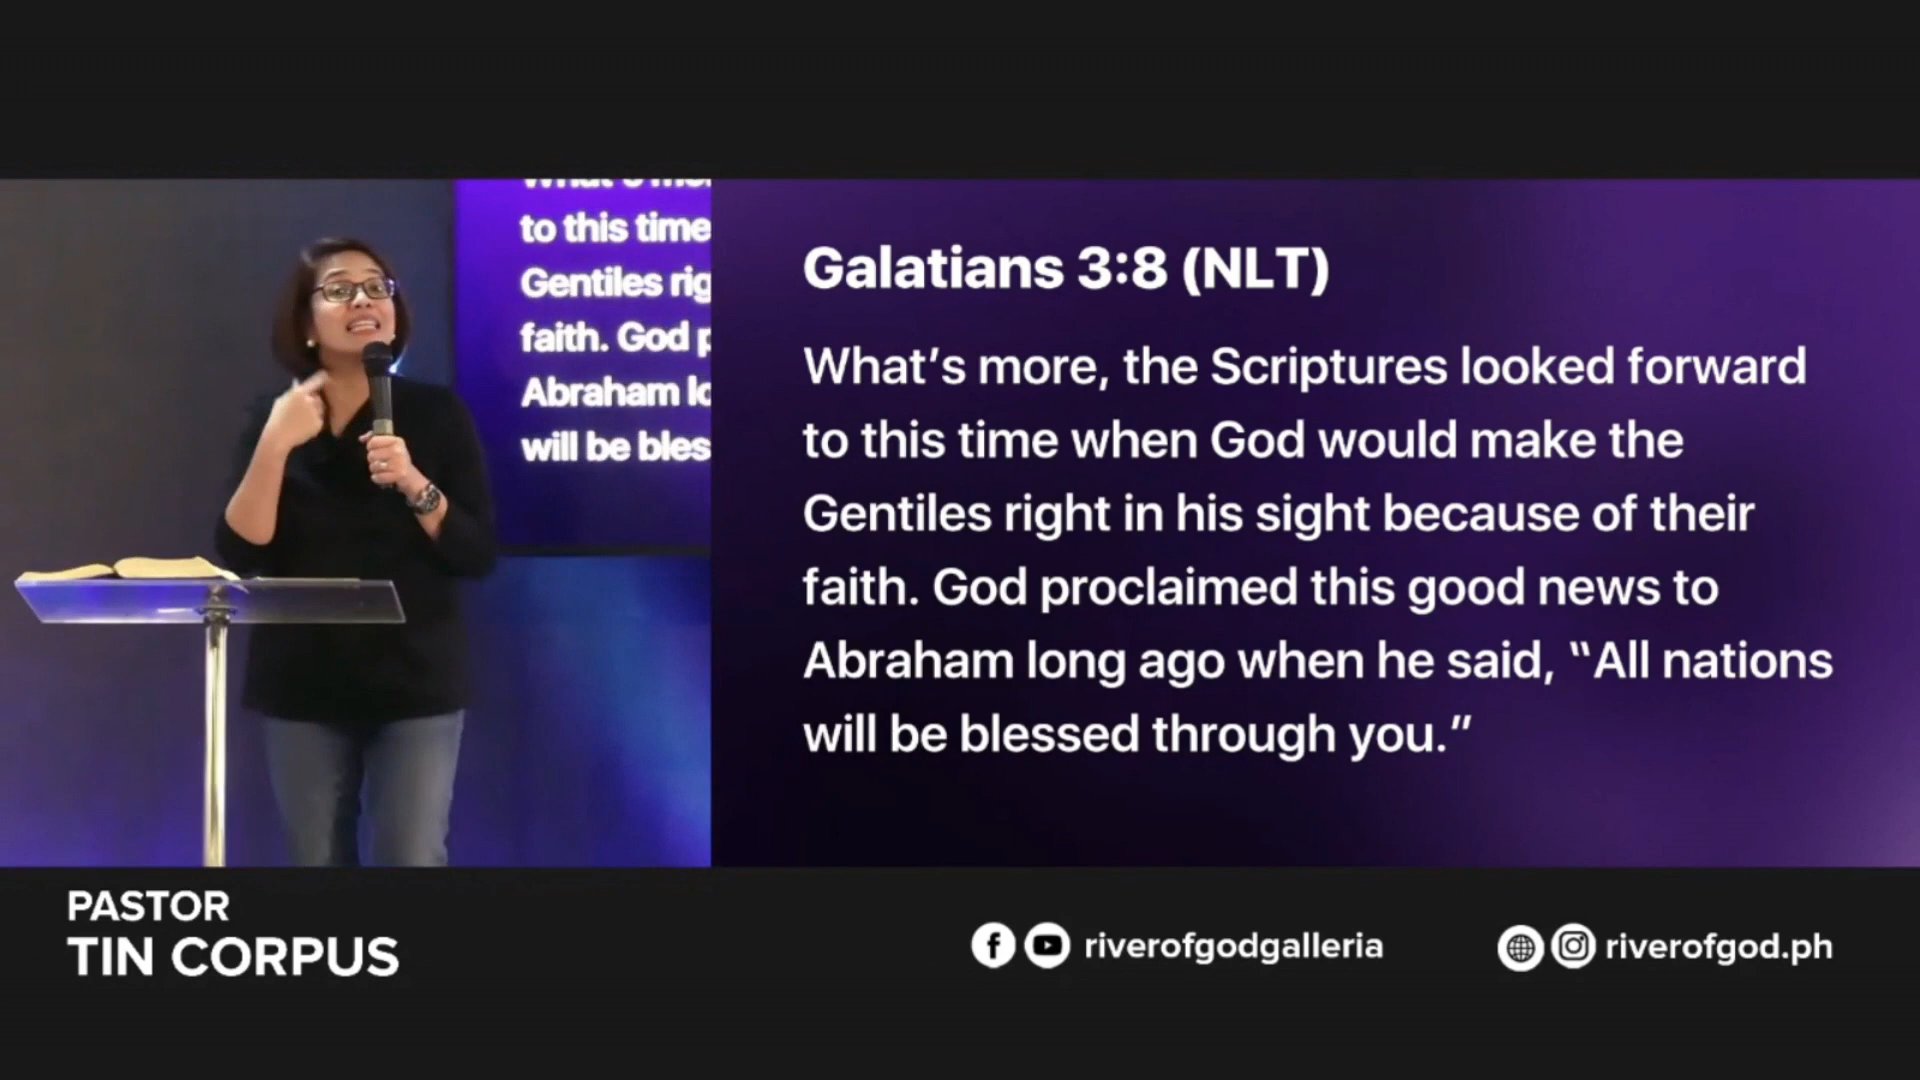 to this time
Gentiles
faith. God
Abraham
will be
Galatians 3:8 (NLT)
What's more, the Scriptures looked forward
to this time when God would make the
Gentiles right in his sight because of their
faith. God proclaimed this good news to
Abraham long ago when he said, "All nations
will be blessed through you."
PASTOR
TIN CORPUS
riverofgodgalleria
riverofgod.ph